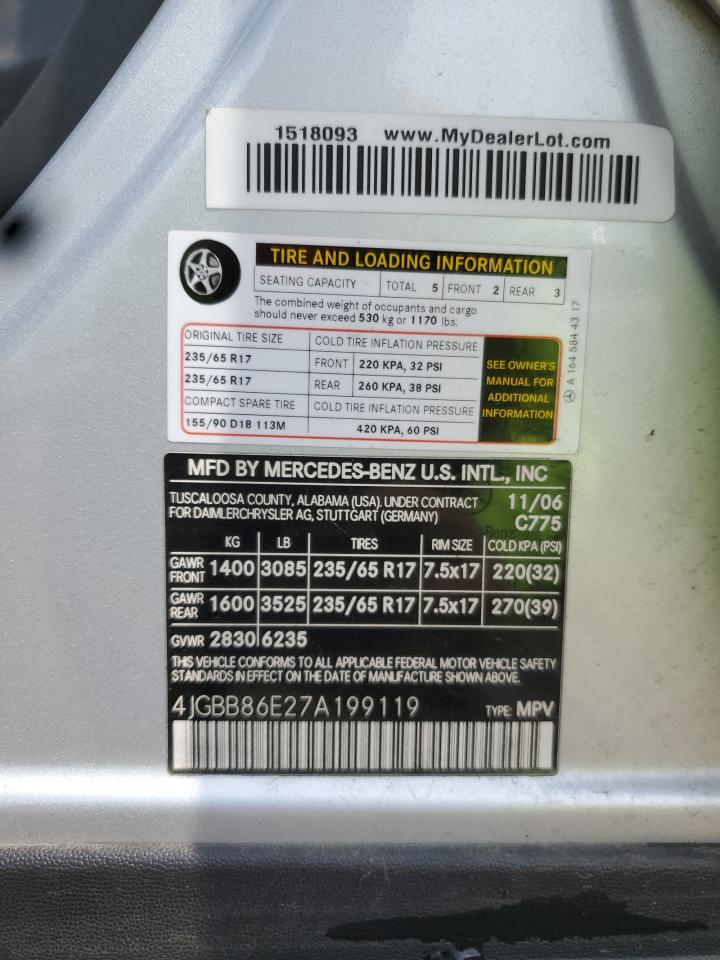 1518093 www.MyDealerLot.com
TIRE AND LOADING INFORMATION
SEATING CAPACITY TOTAL 5 FRONT 2 REAR 3
The combined weight of occupants and cargo
should never exceed 530 kg or 1170 lbs.
ORIGINAL TIRE SIZE COLD TIRE INFLATION PRESSURE
235/65 R17 FRONT 220 KPA, 32 PSI
235/65 R17 REAR 260 KPA, 38 PSI
COMPACT SPARE TIRE COLD TIRE INFLATION PRESSURE
155/90 D18 113M 420 KPA, 60 PSI
SEE OWNER'S
MANUAL FOR
ADDITIONAL
INFORMATION
A 164 584 43 17
MFD BY MERCEDES-BENZ U.S. INTL., INC
TUSCALOOSA COUNTY, ALABAMA (USA). UNDER CONTRACT 11/06
FOR DAIMLERCHRYSLER AG, STUTTGART (GERMANY) C775
Benz
KG LB TIRES RIM SIZE COLD KPA (PSI)
GAWR FRONT 1400 3085 235/65 R17 7.5x17 220(32)
GAWR REAR 1600 3525 235/65 R17 7.5x17 270(39)
GVWR 2830 6235
THIS VEHICLE CONFORMS TO ALL APPLICABLE FEDERAL MOTOR VEHICLE SAFETY
STANDARDS IN EFFECT ON THE DATE OF MANUFACTURE SHOWN ABOVE.
4JGBB86E27A199119 TYPE: MPV